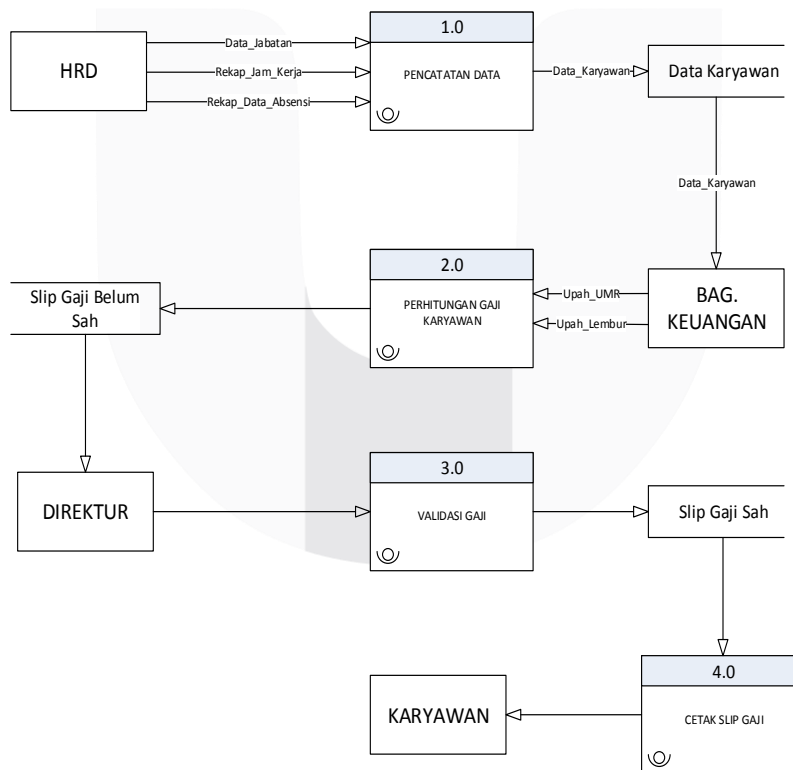 1.0
HRD
Data_Jabatan
Rekap_Jam_Kerja
Rekap_Data_Absensi
PENCATATAN DATA
Data_Karyawan
Data Karyawan
Data_Karyawan
2.0
Slip Gaji Belum
Sah
PERHITUNGAN GAJI
KARYAWAN
Upah_UMR
Upah_Lembur
BAG.
KEUANGAN
3.0
DIREKTUR
VALIDASI GAJI
Slip Gaji Sah
4.0
KARYAWAN
CETAK SLIP GAJI